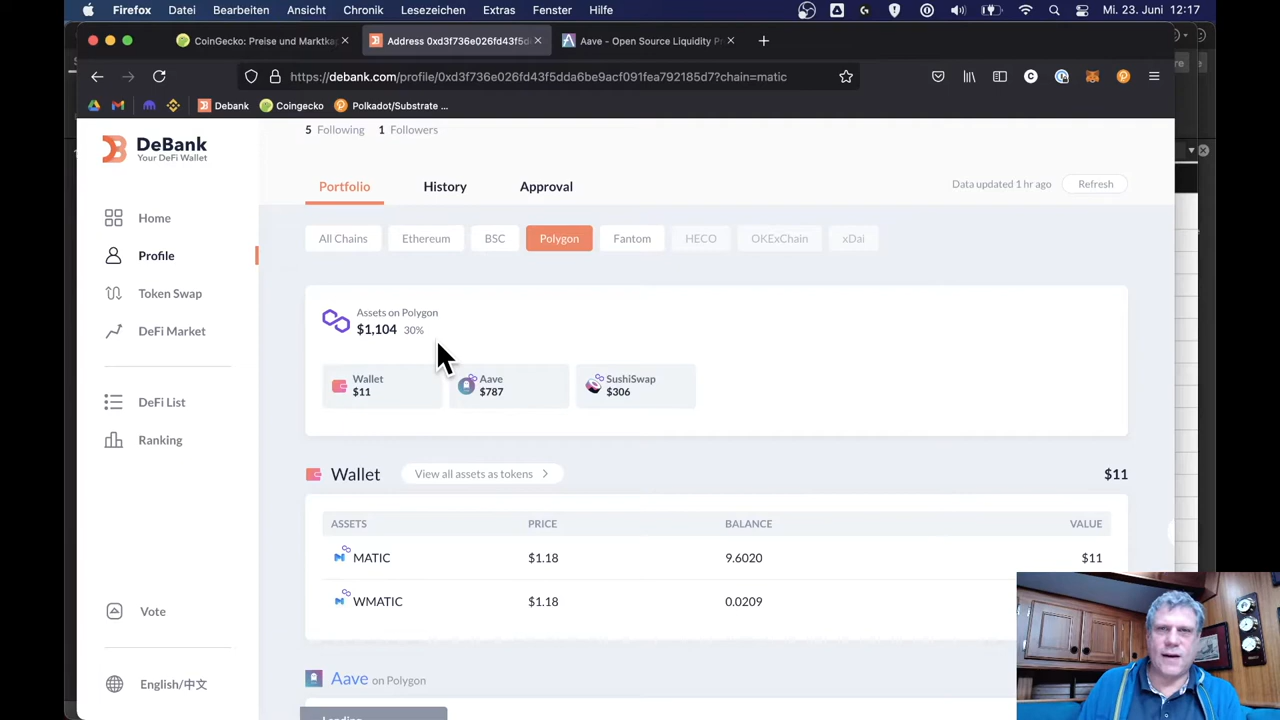 Firefox Datei Bearbeiten Ansicht Chronik Lesezeichen Extras Fenster Hilfe Mi. 23. Juni 12:17
CoinGecko: Preise und Marktka Address 0xd3f736e026fd43f5d Aave - Open Source Liquidity Pr
https://debank.com/profile/0xd3f736e026fd43f5dda6be9acf091fea792185d7?chain=matic
Debank Coingecko Polkadot/Substrate ...
DeBank
Your DeFi Wallet
5 Following 1 Followers
Portfolio History Approval Data updated 1 hr ago Refresh
Home
All Chains Ethereum BSC Polygon Fantom HECO OKExChain xDai
Profile
Token Swap
DeFi Market
Assets on Polygon
$1,104 30%
Wallet
$11
Aave
$787
SushiSwap
$306
DeFi List
Ranking
Wallet View all assets as tokens $11
ASSETS PRICE BALANCE VALUE
MATIC $1.18 9.6020 $11
WMATIC $1.18 0.0209
Vote
Aave on Polygon
English/中文
Loading